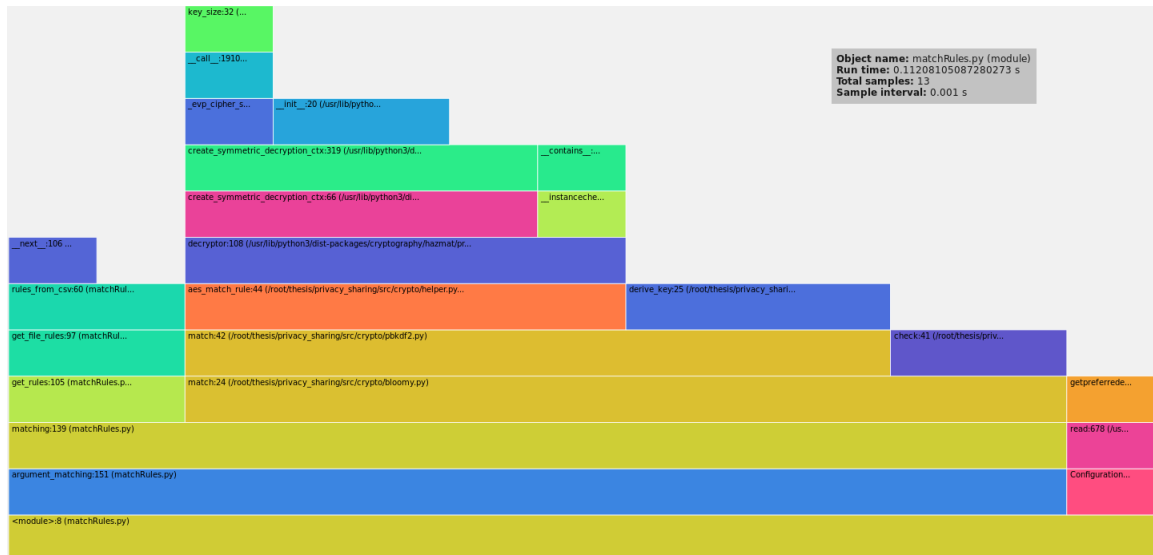 key_size:32 (...
__call__:1910...
Object name: matchRules.py (module)
Run time: 0.11208105087280273 s
Total samples: 13
Sample interval: 0.001 s
_evp_cipher_s...
__init__:20 (/usr/lib/pytho...
create_symmetric_decryption_ctx:319 (/usr/lib/python3/d...
__contains__:...
create_symmetric_decryption_ctx:66 (/usr/lib/python3/di...
__instanceche...
__next__:106 ...
decryptor:108 (/usr/lib/python3/dist-packages/cryptography/hazmat/pr...
rules_from_csv:60 (matchRul...
aes_match_rule:44 (/root/thesis/privacy_sharing/src/crypto/helper.py...
derive_key:25 (/root/thesis/privacy_shari...
get_file_rules:97 (matchRul...
match:42 (/root/thesis/privacy_sharing/src/crypto/pbkdf2.py)
check:41 (/root/thesis/priv...
get_rules:105 (matchRules.p...
match:24 (/root/thesis/privacy_sharing/src/crypto/bloomy.py)
getpreferrede...
matching:139 (matchRules.py)
read:678 (/us...
argument_matching:151 (matchRules.py)
Configuration...
<module>:8 (matchRules.py)